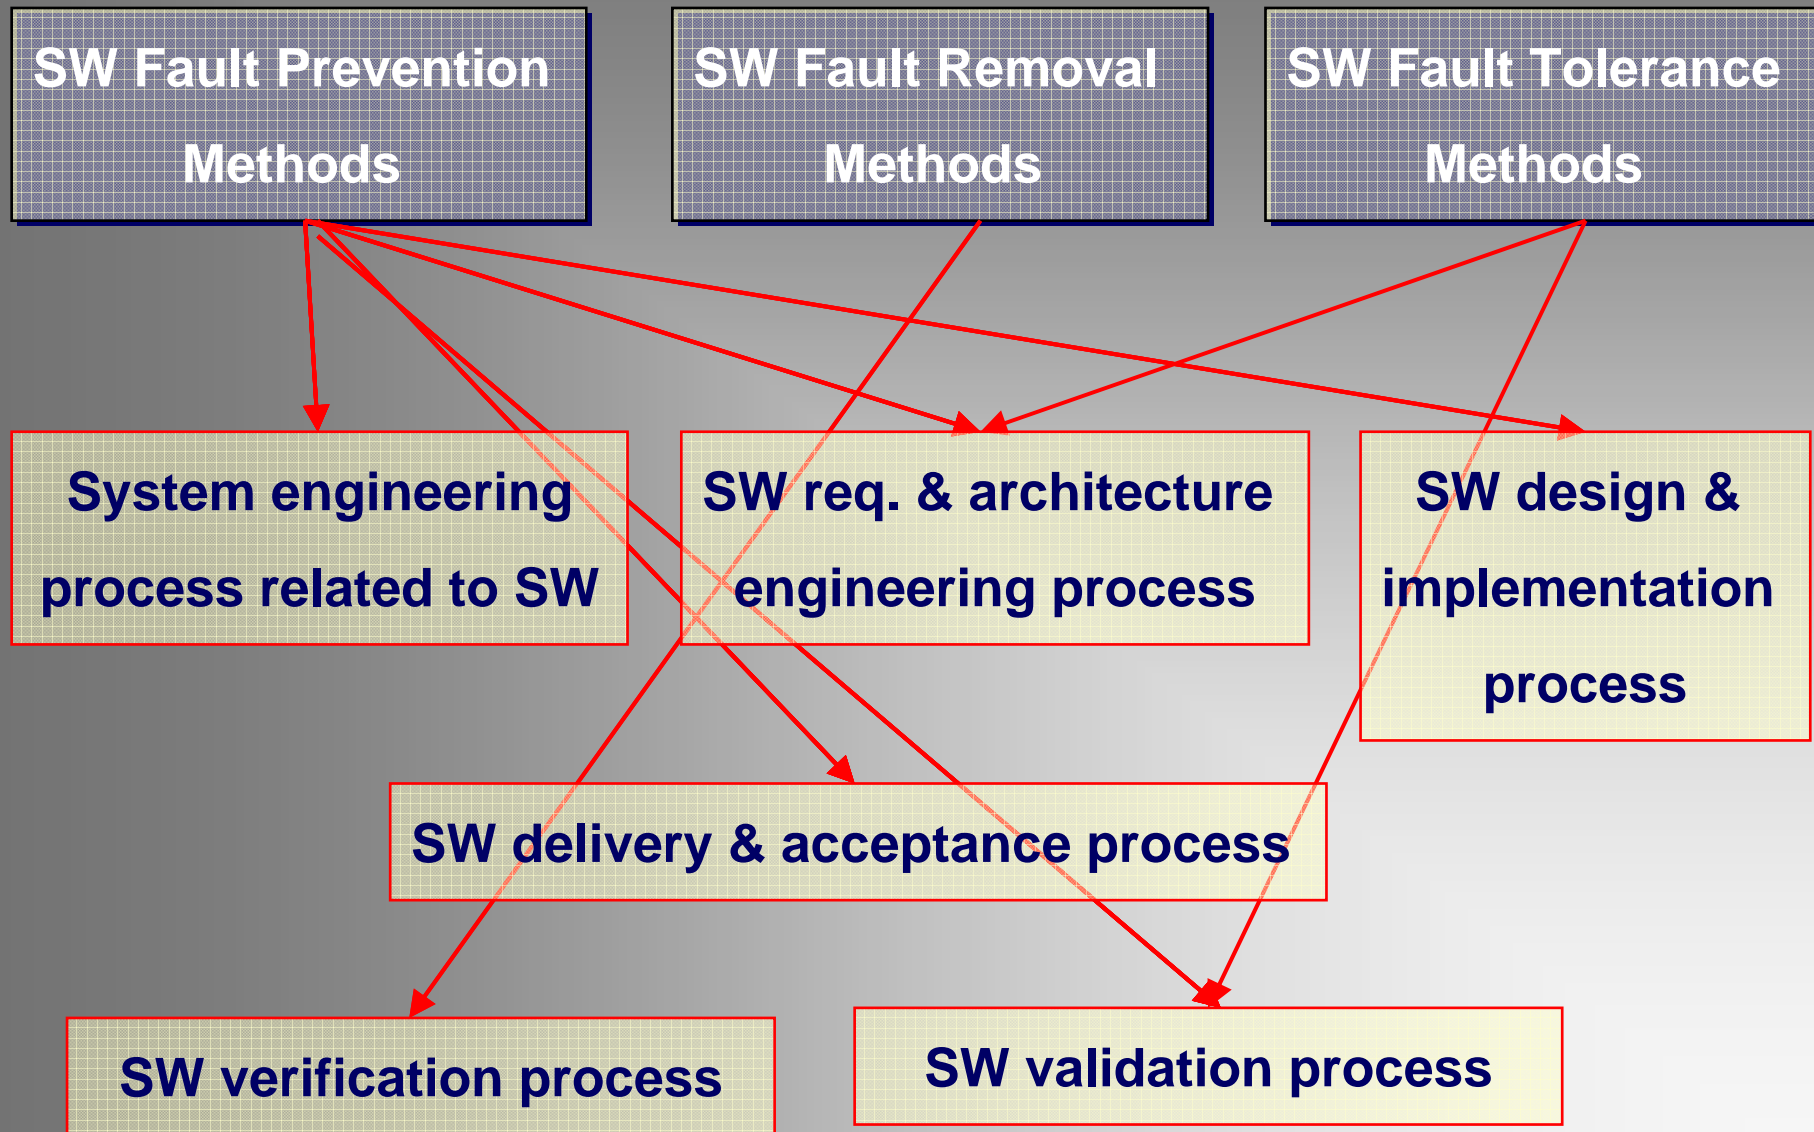 SW Fault Prevention
Methods
SW Fault Removal
Methods
SW Fault Tolerance
Methods
System engineering
process related to SW
SW req. & architecture
engineering process
SW design &
implementation
process
SW delivery & acceptance process
SW verification process
SW validation process